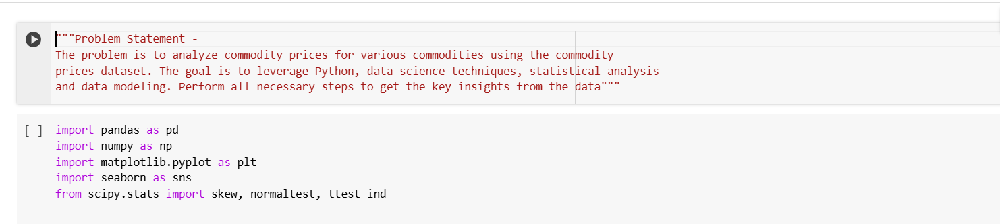 """Problem Statement -
The problem is to analyze commodity prices for various commodities using the commodity
prices dataset. The goal is to leverage Python, data science techniques, statistical analysis
and data modeling. Perform all necessary steps to get the key insights from the data"""
[ ] import pandas as pd
import numpy as np
import matplotlib.pyplot as plt
import seaborn as sns
from scipy.stats import skew, normaltest, ttest_ind